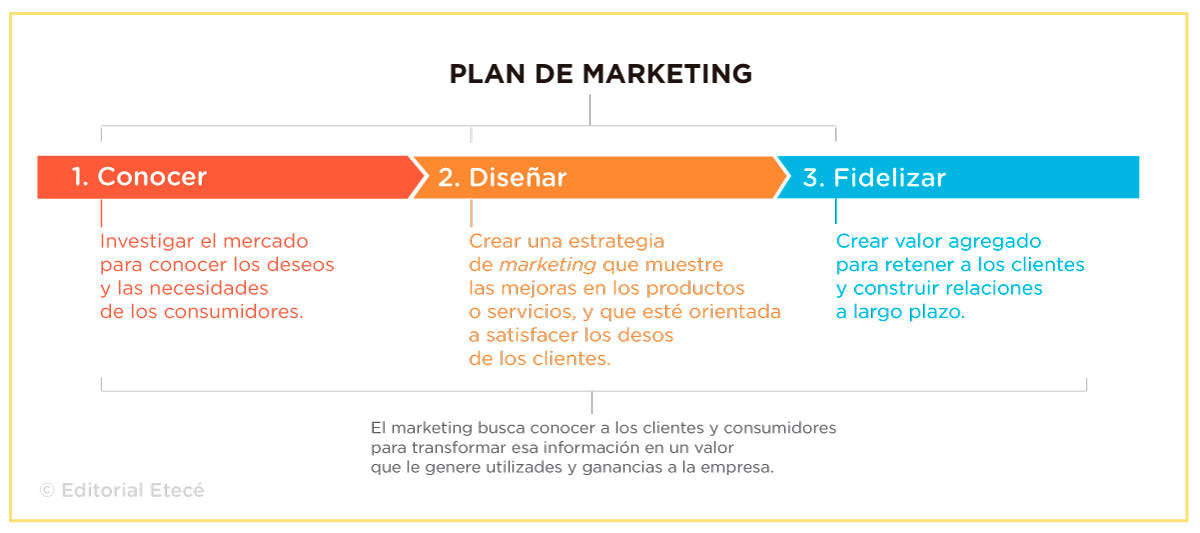 PLAN DE MARKETING
1. Conocer
2. Diseñar
3. Fidelizar
Investigar el mercado
para conocer los deseos
y las necesidades
de los consumidores.
Crear una estrategia
de marketing que muestre
las mejoras en los productos
o servicios, y que esté orientada
a satisfacer los desos
de los clientes.
Crear valor agregado
para retener a los clientes
y construir relaciones
a largo plazo.
El marketing busca conocer a los clientes y consumidores
para transformar esa información en un valor
que le genere utilizades y ganancias a la empresa.
© Editorial Etecé